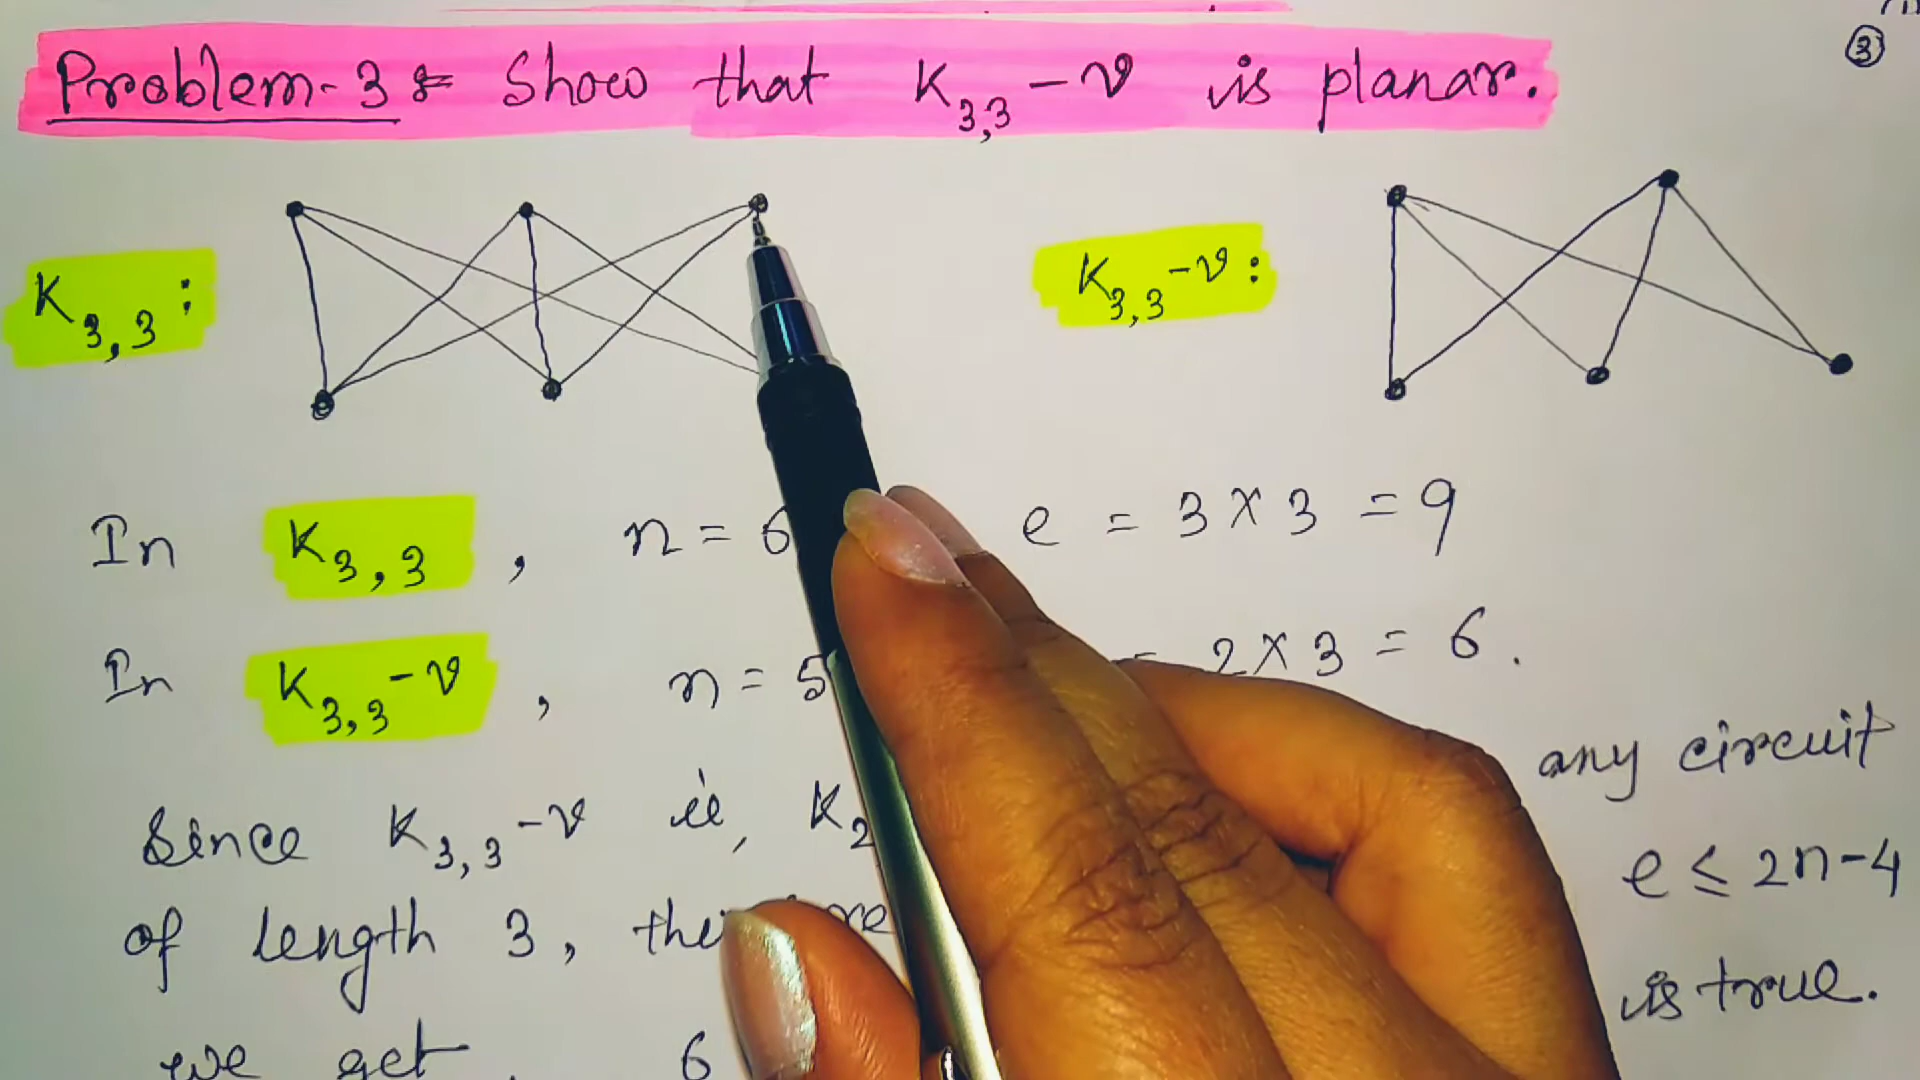 ③
Problem-3 :- Show that K3,3 - v is planar.
K3,3 :
K3,3 - v :
In K3,3 , n = 6 e = 3 x 3 = 9
In K3,3 - v , n = 5 = 2 x 3 = 6 .
Since K3,3 - v is, K2 any circuit
of length 3, e ≤ 2n-4
is true.
we get , 6